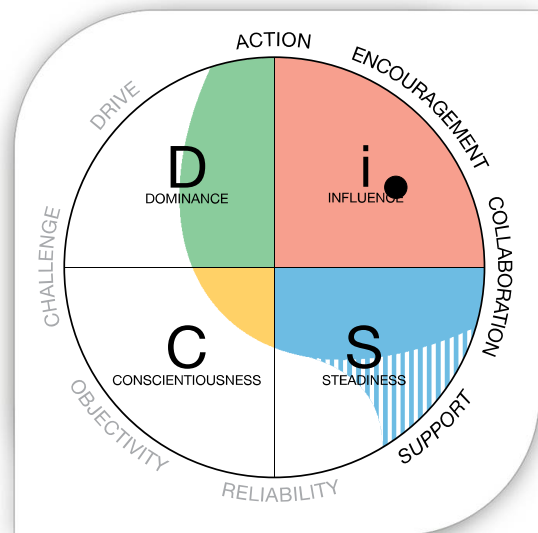 ACTION
ENCOURAGEMENT
DRIVE
D
DOMINANCE
i
INFLUENCE
CHALLENGE
COLLABORATION
C
CONSCIENTIOUSNESS
S
STEADINESS
OBJECTIVITY
SUPPORT
RELIABILITY